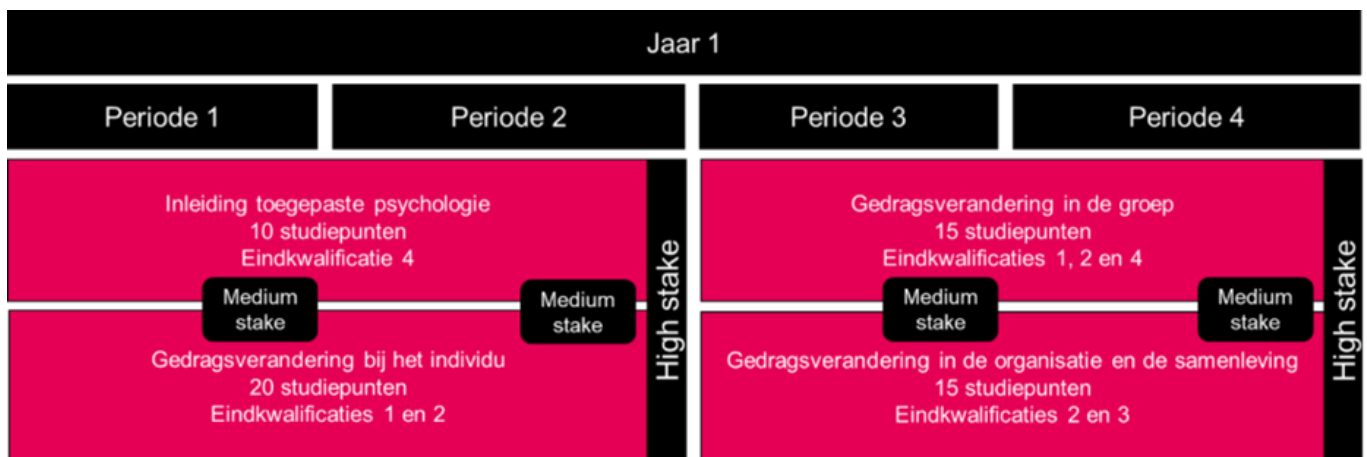 Jaar 1
Periode 1
Periode 2
Periode 3
Periode 4
Inleiding toegepaste psychologie
10 studiepunten
Eindkwalificatie 4
Medium
stake
Medium
stake
Gedragsverandering bij het individu
20 studiepunten
Eindkwalificaties 1 en 2
High stake
Gedragsverandering in de groep
15 studiepunten
Eindkwalificaties 1, 2 en 4
Medium
stake
Medium
stake
Gedragsverandering in de organisatie en de samenleving
15 studiepunten
Eindkwalificaties 2 en 3
High stake